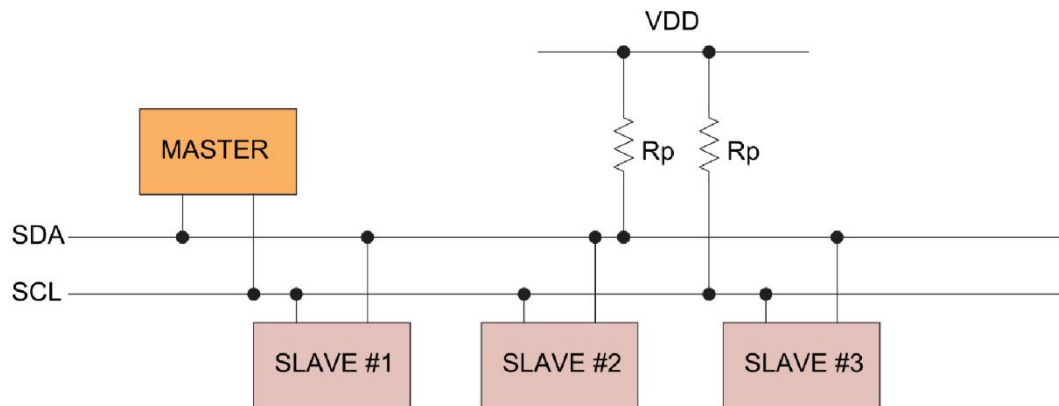 VDD
MASTER
Rp
Rp
SDA
SCL
SLAVE #1
SLAVE #2
SLAVE #3